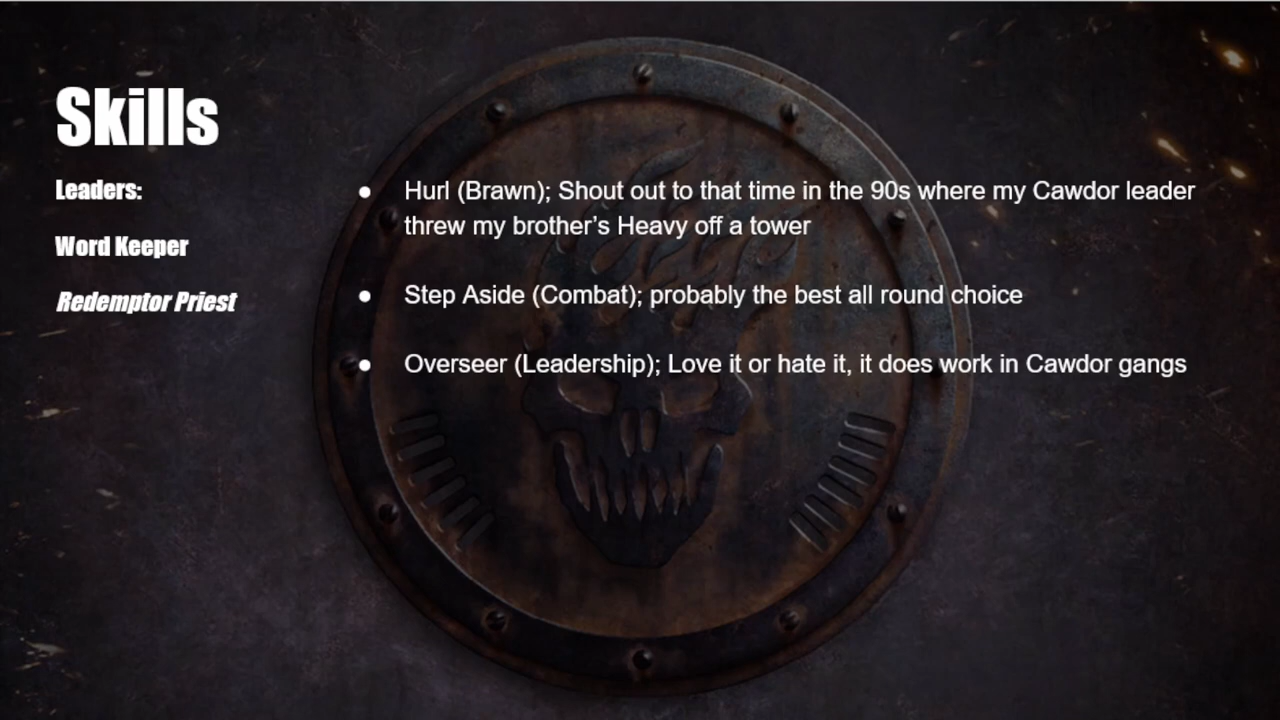 Skills
Leaders:
Word Keeper
Redemptor Priest
● Hurl (Brawn); Shout out to that time in the 90s where my Cawdor leader
threw my brother’s Heavy off a tower
● Step Aside (Combat); probably the best all round choice
● Overseer (Leadership); Love it or hate it, it does work in Cawdor gangs